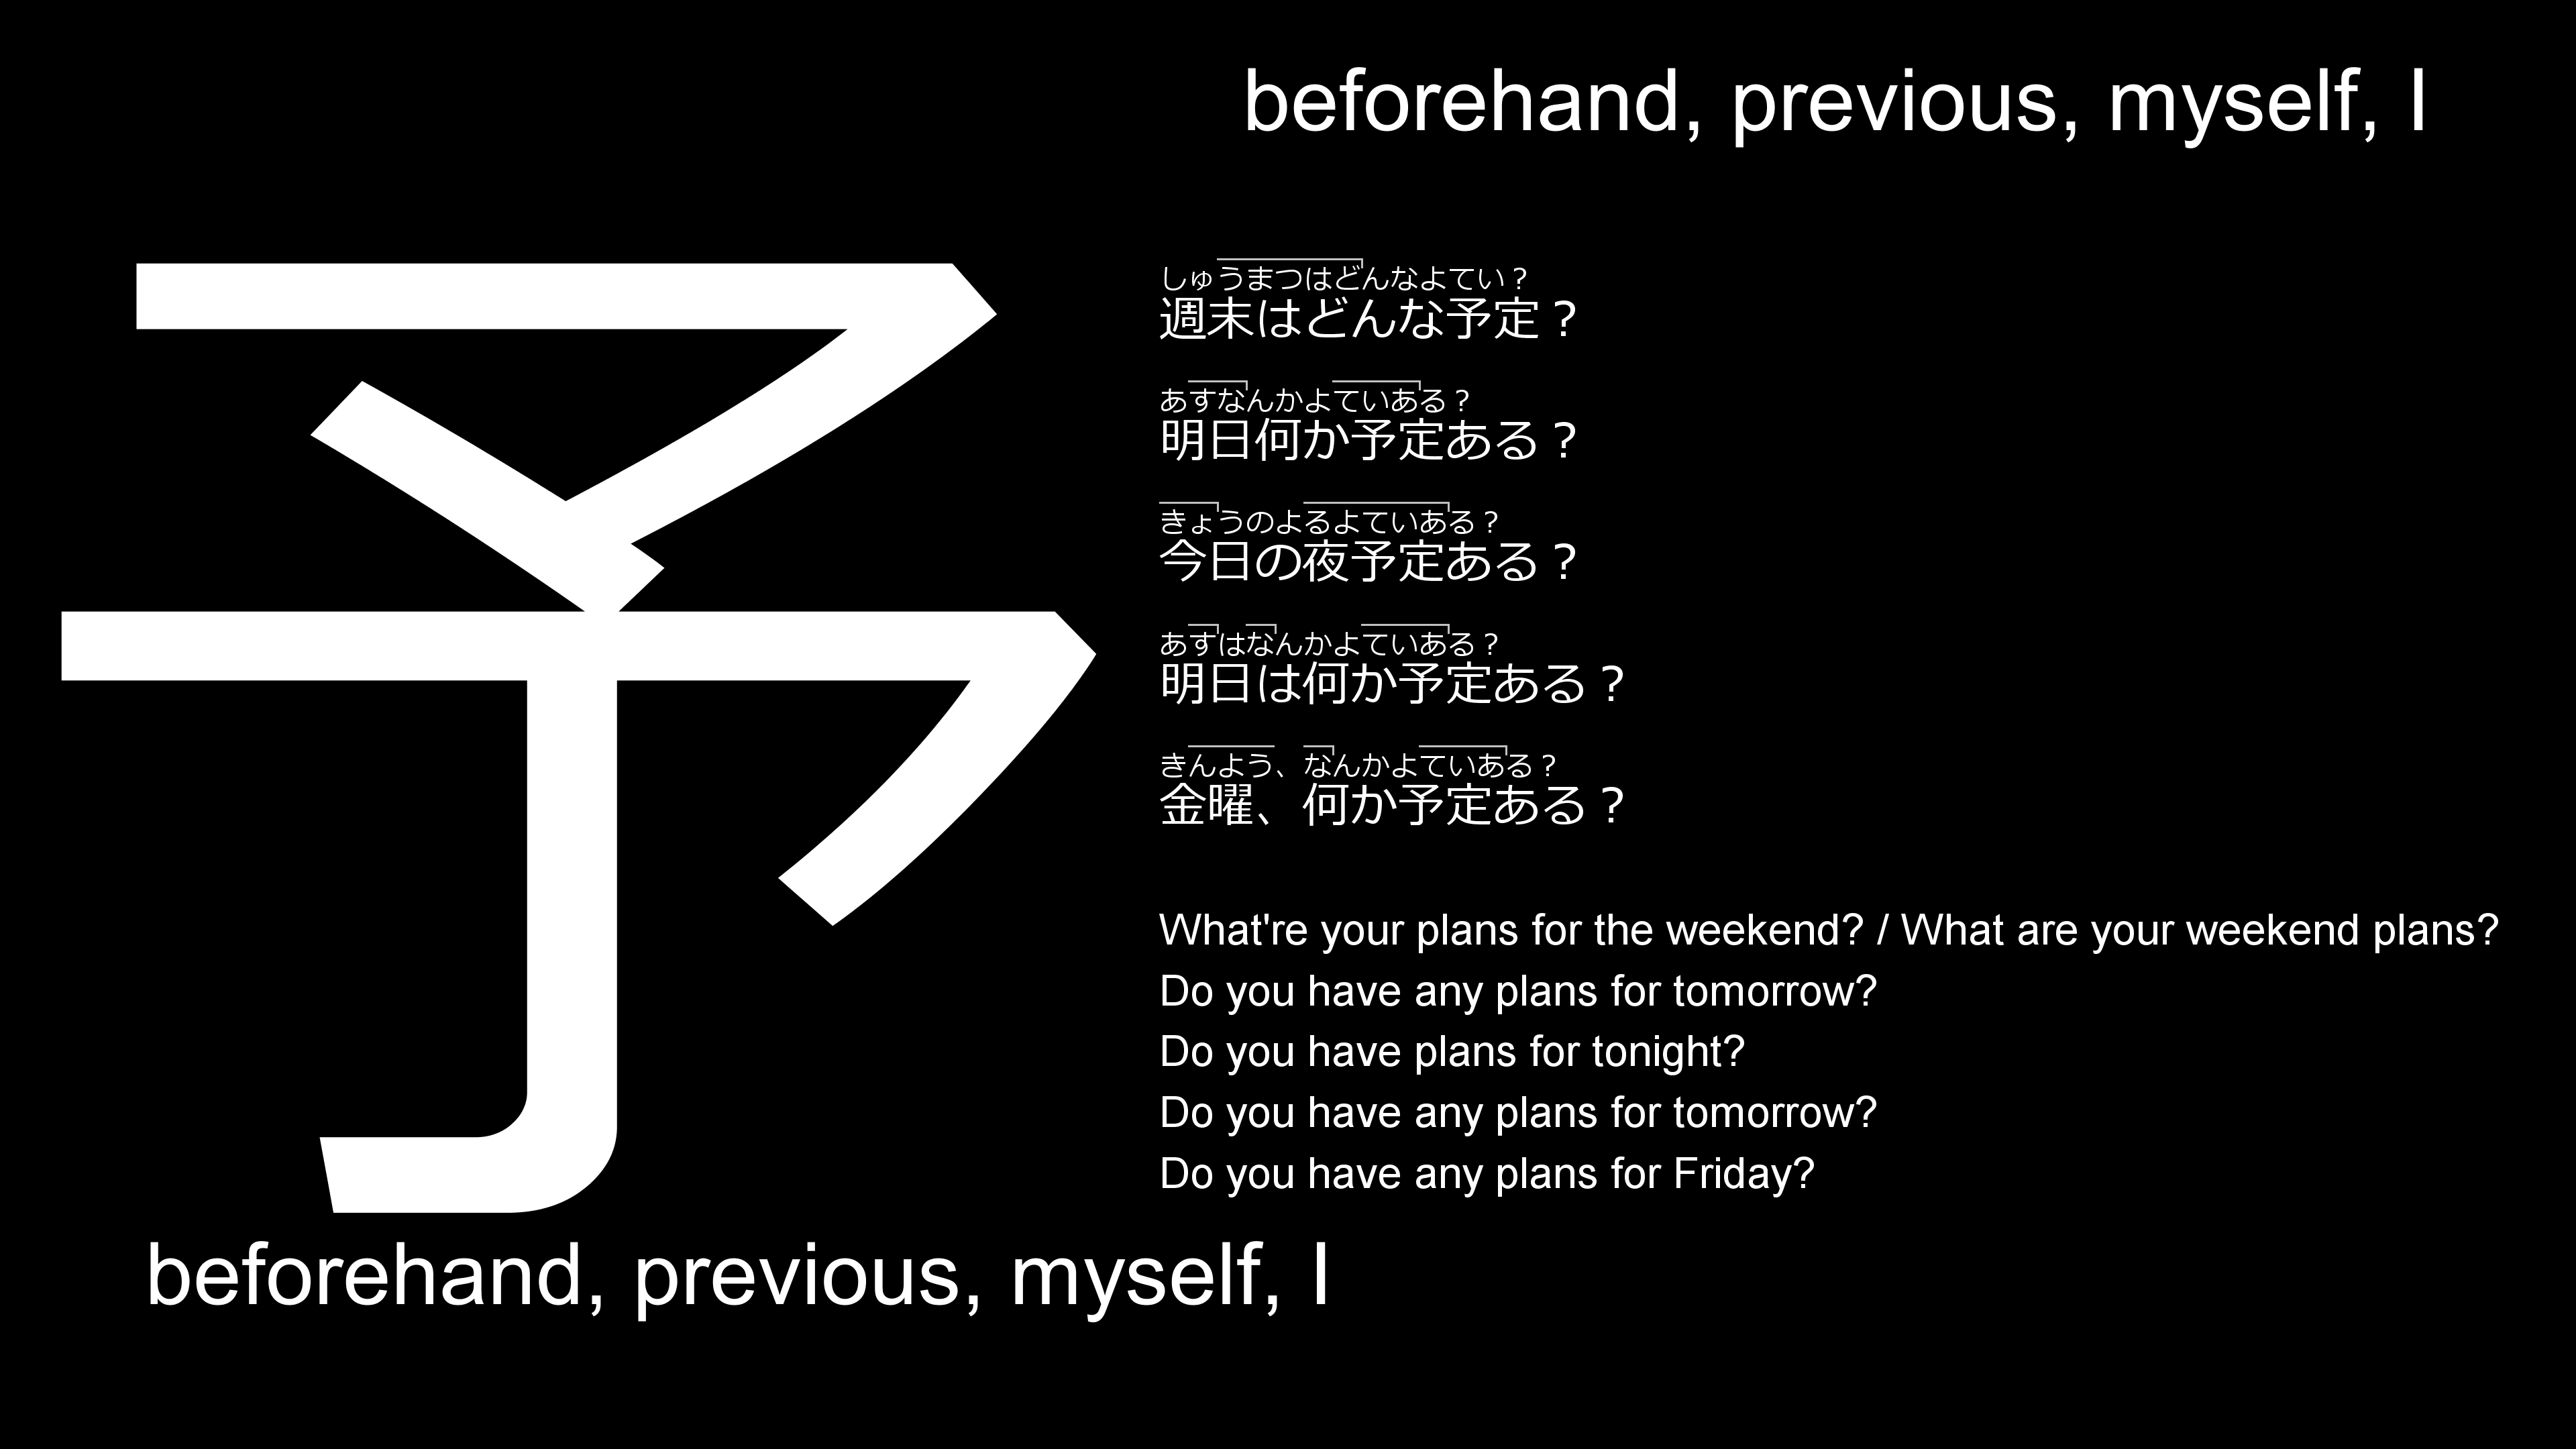 beforehand, previous, myself, I
予
しゅうまつはどんなよてい？
週末はどんな予定？
あすなんかよていある？
明日何か予定ある？
きょうのよるよていある？
今日の夜予定ある？
あすはなんかよていある？
明日は何か予定ある？
きんよう、なんかよていある？
金曜、何か予定ある？
What're your plans for the weekend? / What are your weekend plans?
Do you have any plans for tomorrow?
Do you have plans for tonight?
Do you have any plans for tomorrow?
Do you have any plans for Friday?
beforehand, previous, myself, I